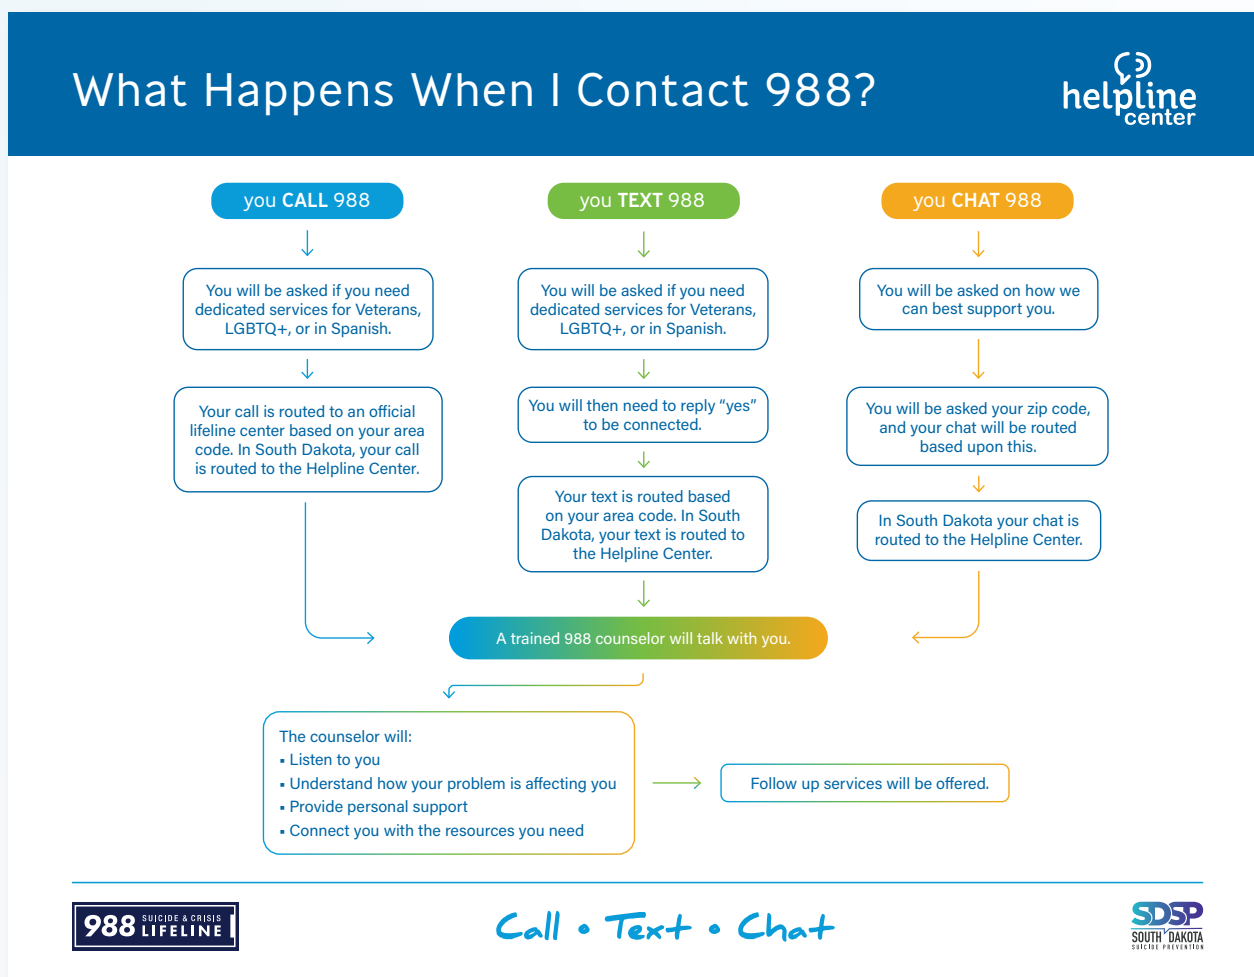 What Happens When I Contact 988?
helpline
center
you CALL 988
You will be asked if you need
dedicated services for Veterans,
LGBTQ+, or in Spanish.
Your call is routed to an official
lifeline center based on your area
code. In South Dakota, your call
is routed to the Helpline Center.
you TEXT 988
You will be asked if you need
dedicated services for Veterans,
LGBTQ+, or in Spanish.
You will then need to reply “yes”
to be connected.
Your text is routed based
on your area code. In South
Dakota, your text is routed to
the Helpline Center.
you CHAT 988
You will be asked on how we
can best support you.
You will be asked your zip code,
and your chat will be routed
based upon this.
In South Dakota your chat is
routed to the Helpline Center.
A trained 988 counselor will talk with you.
The counselor will:
▪ Listen to you
▪ Understand how your problem is affecting you
▪ Provide personal support
▪ Connect you with the resources you need
Follow up services will be offered.
988 SUICIDE & CRISIS
LIFELINE
Call • Text • Chat
SDSP
SOUTH DAKOTA
SUICIDE PREVENTION